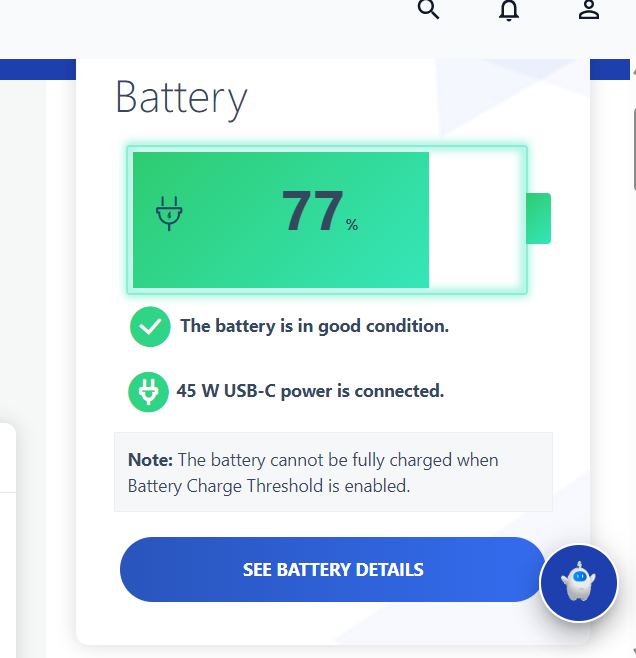 Battery
77 %
The battery is in good condition.
45 W USB-C power is connected.
Note: The battery cannot be fully charged when
Battery Charge Threshold is enabled.
SEE BATTERY DETAILS